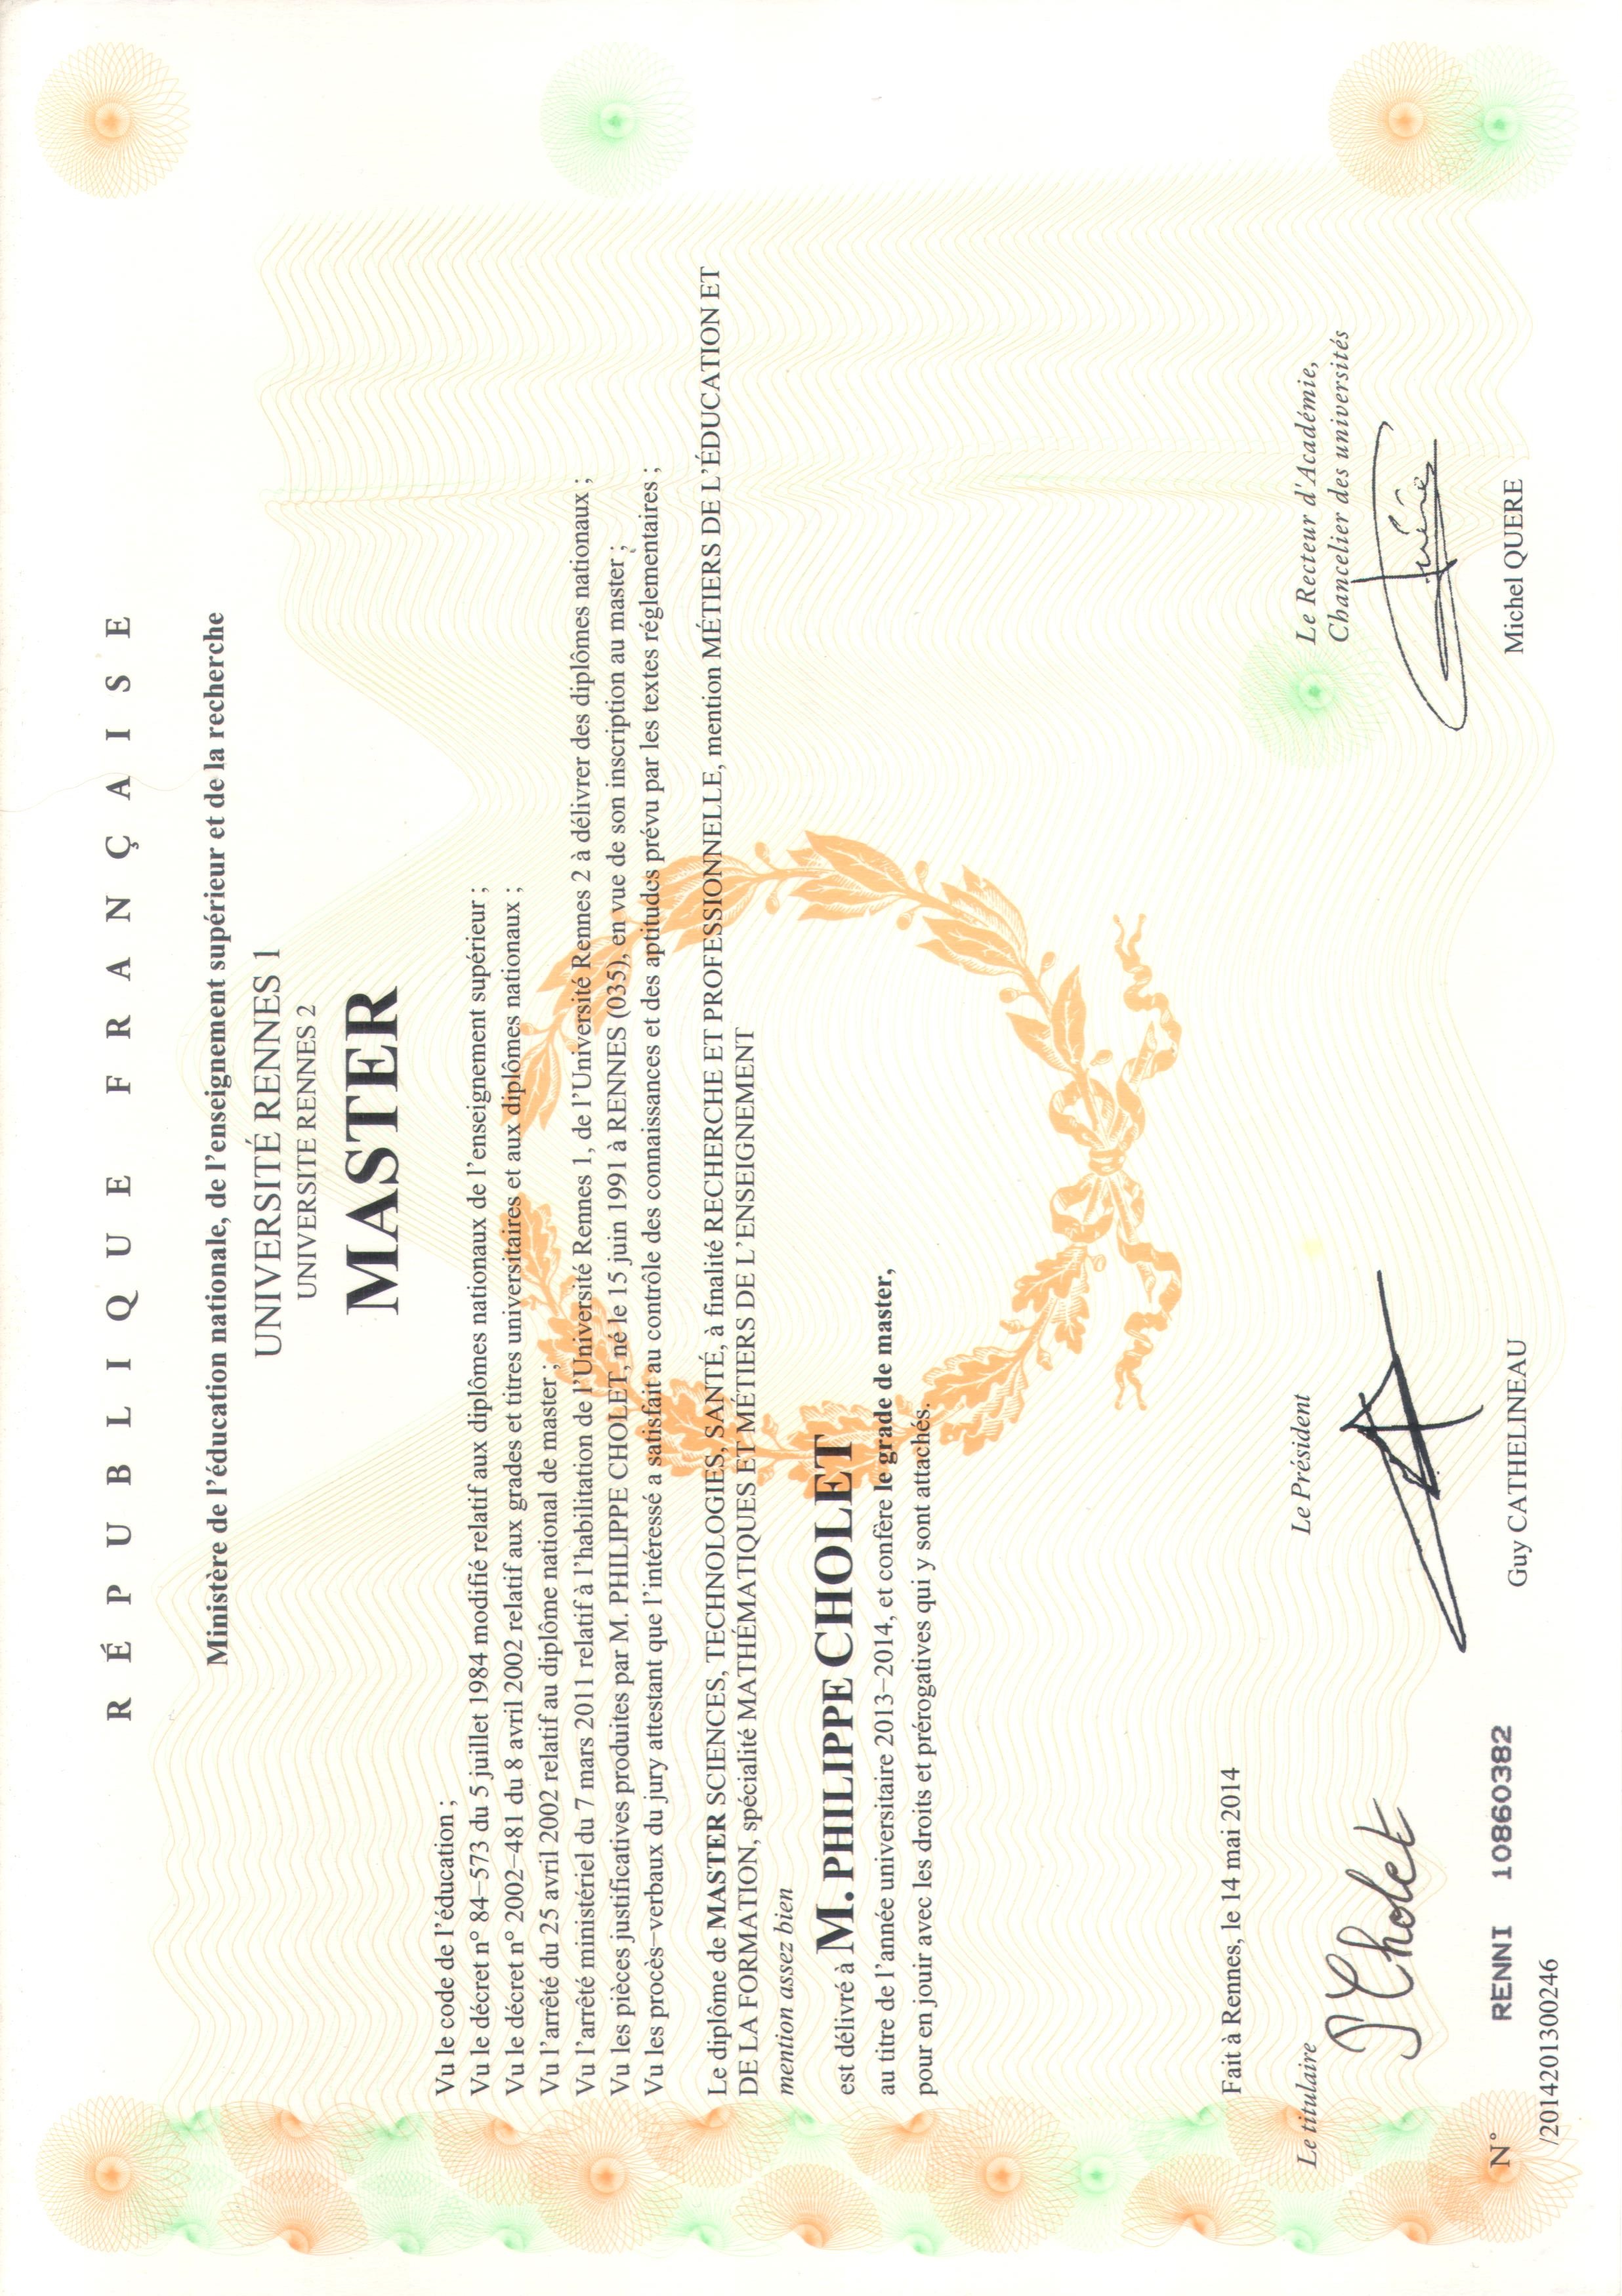 RÉPUBLIQUE FRANÇAISE
Ministère de l'éducation nationale, de l'enseignement supérieur et de la recherche
UNIVERSITÉ RENNES 1
UNIVERSITE RENNES 2
MASTER
Vu le code de l'éducation ;
Vu le décret n° 84-573 du 5 juillet 1984 modifié relatif aux diplômes nationaux de l'enseignement supérieur ;
Vu le décret n° 2002-481 du 8 avril 2002 relatif aux grades et titres universitaires et aux diplômes nationaux ;
Vu l'arrêté du 25 avril 2002 relatif au diplôme national de master ;
Vu l'arrêté ministériel du 7 mars 2011 relatif à l'habilitation de l'Université Rennes 1, de l'Université Rennes 2 à délivrer des diplômes nationaux ;
Vu les pièces justificatives produites par M. PHILIPPE CHOLET, né le 15 juin 1991 à RENNES (035), en vue de son inscription au master ;
Vu les procès-verbaux du jury attestant que l'intéressé a satisfait au contrôle des connaissances et des aptitudes prévu par les textes réglementaires ;
Le diplôme de MASTER SCIENCES, TECHNOLOGIES, SANTÉ, à finalité RECHERCHE ET PROFESSIONNELLE, mention MÉTIERS DE L'ÉDUCATION ET
DE LA FORMATION, spécialité MATHÉMATIQUES ET MÉTIERS DE L'ENSEIGNEMENT
mention assez bien
est délivré à M. PHILIPPE CHOLET
au titre de l'année universitaire 2013-2014, et confère le grade de master,
pour en jouir avec les droits et prérogatives qui y sont attachés.
Fait à Rennes, le 14 mai 2014
Le titulaire
Le Président
Le Recteur d'Académie,
Chancelier des universités
P Cholet
Quéré
Guy CATHELINEAU
Michel QUERE
N° RENNI 10860382
/2014201300246